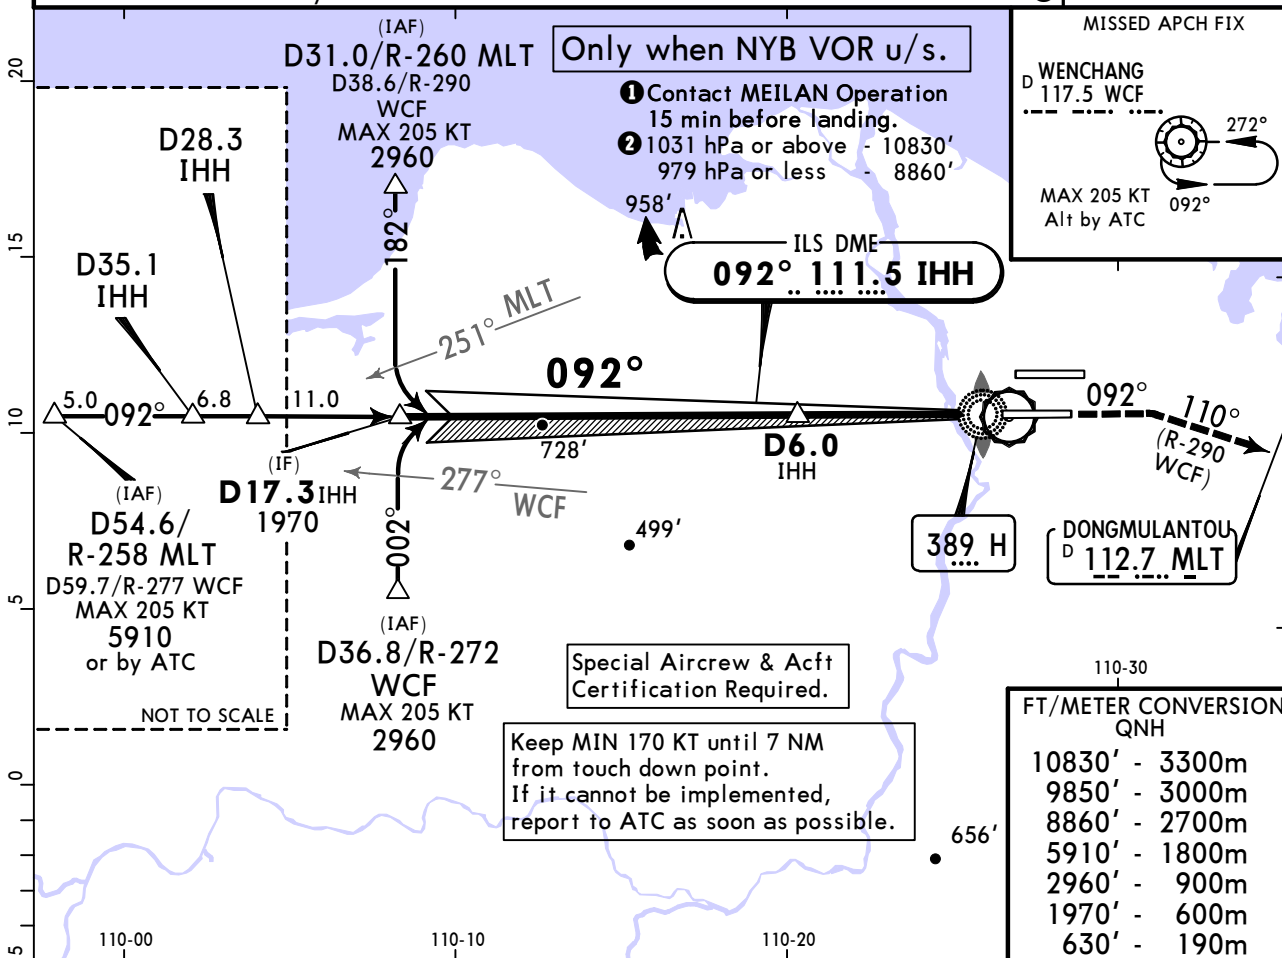 (IAF)
D31.0/R-260 MLT
D38.6/R-290
WCF
MAX 205 KT
2960
Only when NYB VOR u/s.
1 Contact MEILAN Operation
15 min before landing.
2 1031 hPa or above - 10830'
979 hPa or less - 8860'
MISSED APCH FIX
WENCHANG
D 117.5 WCF
272°
092°
MAX 205 KT
Alt by ATC
20
15
10
5
0
5
D28.3
IHH
D35.1
IHH
182°
958'
ILS DME
092° 111.5 IHH
251° MLT
092°
5.0
092°
6.8
11.0
728'
D6.0
IHH
092°
110°
(R-290
WCF)
(IF)
D17.3 IHH
1970
277°
WCF
(IAF)
D54.6/
R-258 MLT
D59.7/R-277 WCF
MAX 205 KT
5910
or by ATC
NOT TO SCALE
002°
499'
389 H
DONGMULANTOU
D 112.7 MLT
(IAF)
D36.8/R-272
WCF
MAX 205 KT
2960
Special Aircrew & Acft
Certification Required.
Keep MIN 170 KT until 7 NM
from touch down point.
If it cannot be implemented,
report to ATC as soon as possible.
656'
110-30
FT/METER CONVERSION
QNH
10830' - 3300m
9850' - 3000m
8860' - 2700m
5910' - 1800m
2960' - 900m
1970' - 600m
630' - 190m
110-00
110-10
110-20